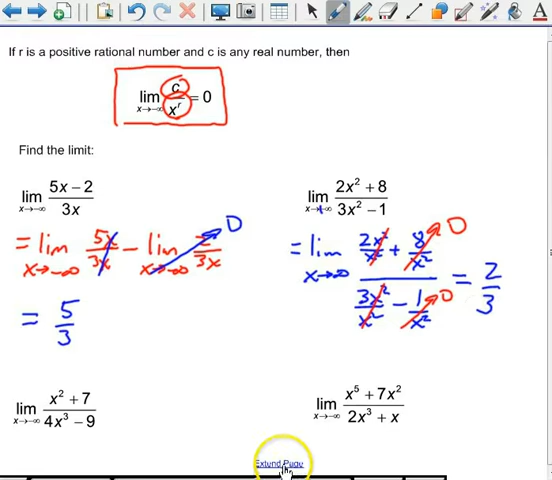 If r is a positive rational number and c is any real number, then
lim x→-∞ c/x^r = 0
Find the limit:
lim x→-∞ (5x − 2)/(3x)
= lim x→-∞ 5x/3x − lim x→-∞ 2/3x → 0
= 5/3
lim x→+∞ (2x² + 8)/(3x² − 1)
= lim x→∞ (2x²/x² + 8/x² → 0)/(3x²/x² − 1/x² → 0) = 2/3
lim x→-∞ (x² + 7)/(4x³ − 9)
lim x→-∞ (x⁵ + 7x²)/(2x³ + x)
Extend Page